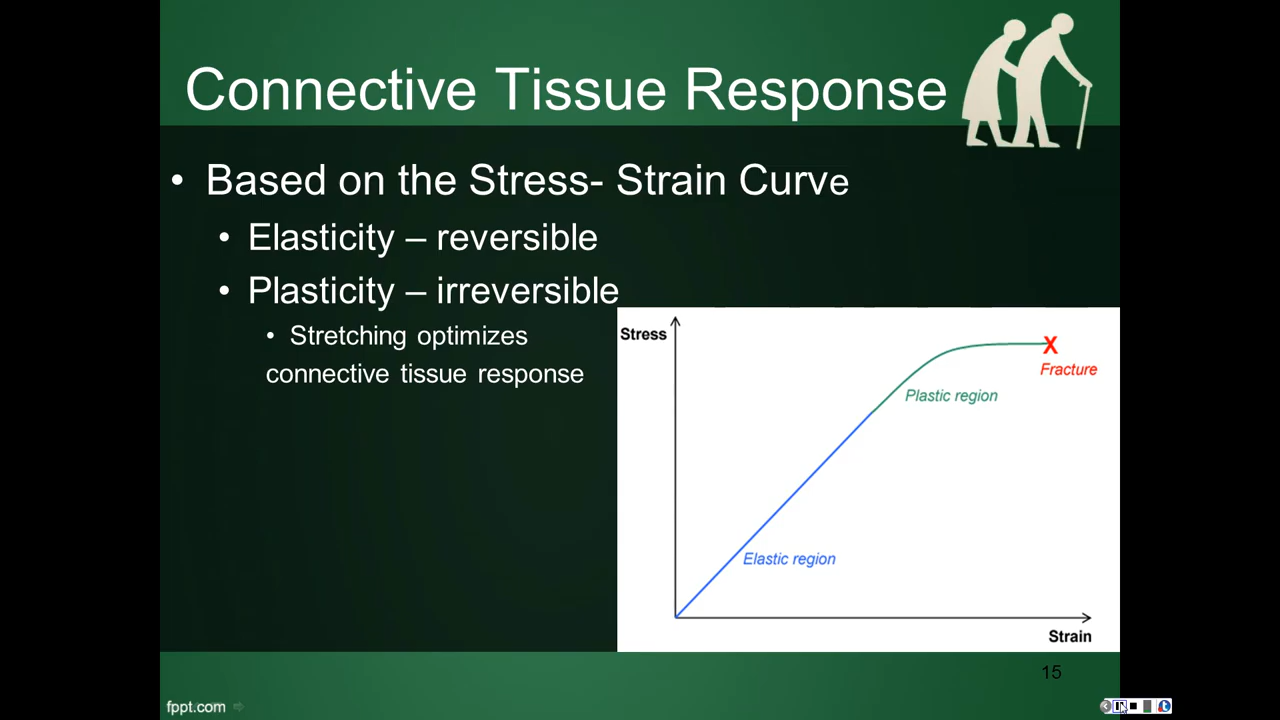 Connective Tissue Response
• Based on the Stress- Strain Curve
• Elasticity – reversible
• Plasticity – irreversible
• Stretching optimizes
connective tissue response
Stress
X
Fracture
Plastic region
Elastic region
Strain
15
fppt.com